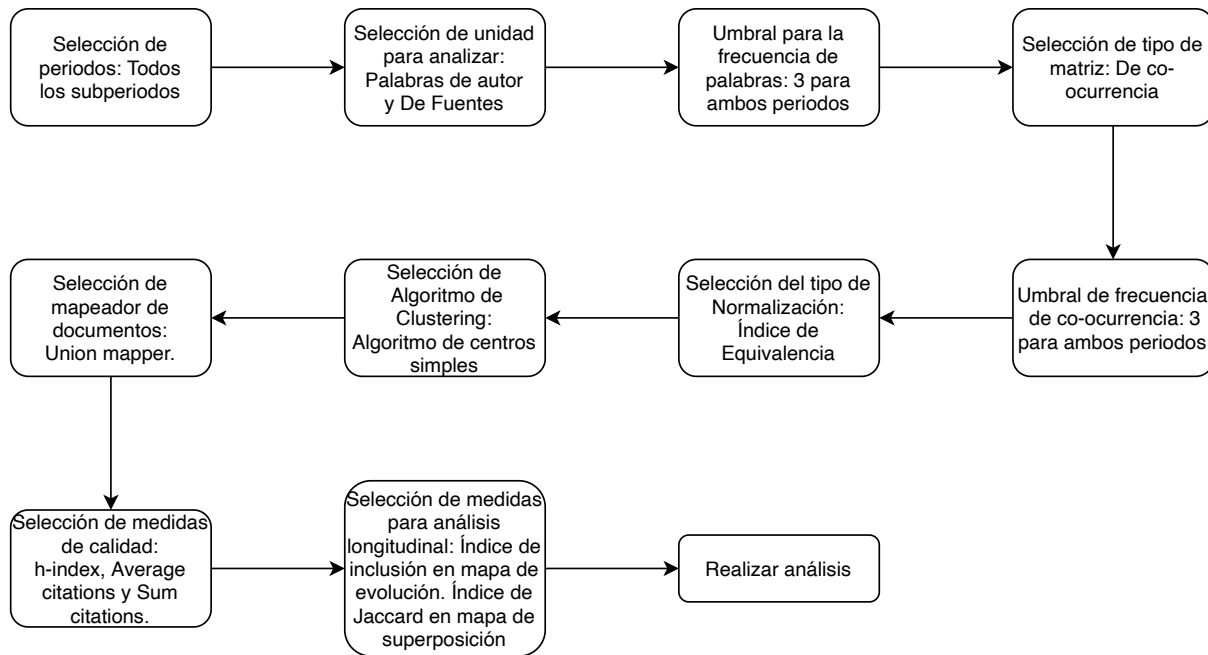 Selección de
periodos: Todos
los subperiodos
Selección de unidad
para analizar:
Palabras de autor
y De Fuentes
Umbral para la
frecuencia de
palabras: 3 para
ambos periodos
Selección de tipo de
matriz: De co-
ocurrencia
Umbral de frecuencia
de co-ocurrencia: 3
para ambos periodos
Selección del tipo de
Normalización:
Índice de
Equivalencia
Selección de
Algoritmo de
Clustering:
Algoritmo de centros
simples
Selección de
mapeador de
documentos:
Union mapper.
Selección de medidas
de calidad:
h-index, Average
citations y Sum
citations.
Selección de medidas
para análisis
longitudinal: Índice de
inclusión en mapa de
evolución. Índice de
Jaccard en mapa de
superposición
Realizar análisis